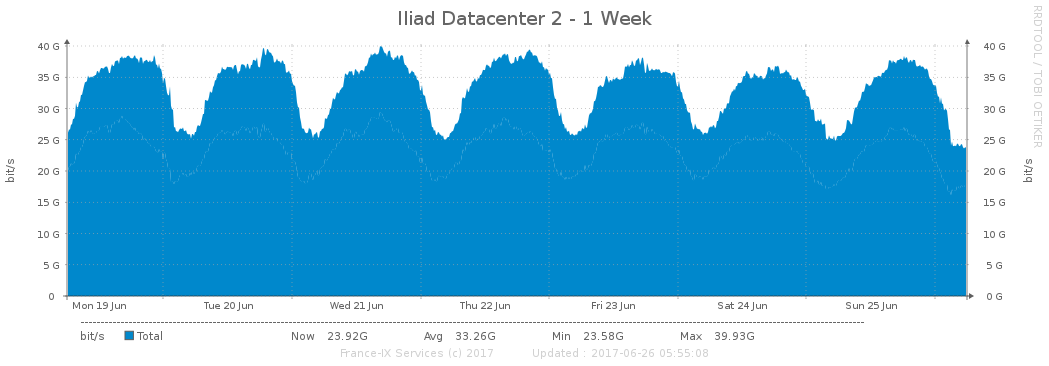 Iliad Datacenter 2 - 1 Week
RRDTOOL / TOBI OETIKER
40 G 40 G
35 G 35 G
30 G 30 G
25 G 25 G
20 G 20 G
15 G 15 G
10 G 10 G
5 G 5 G
0 0 G
bit/s bit/s
Mon 19 Jun Tue 20 Jun Wed 21 Jun Thu 22 Jun Fri 23 Jun Sat 24 Jun Sun 25 Jun
bit/s Total Now 23.92G Avg 33.26G Min 23.58G Max 39.93G
France-IX Services (c) 2017 Updated : 2017-06-26 05:55:08